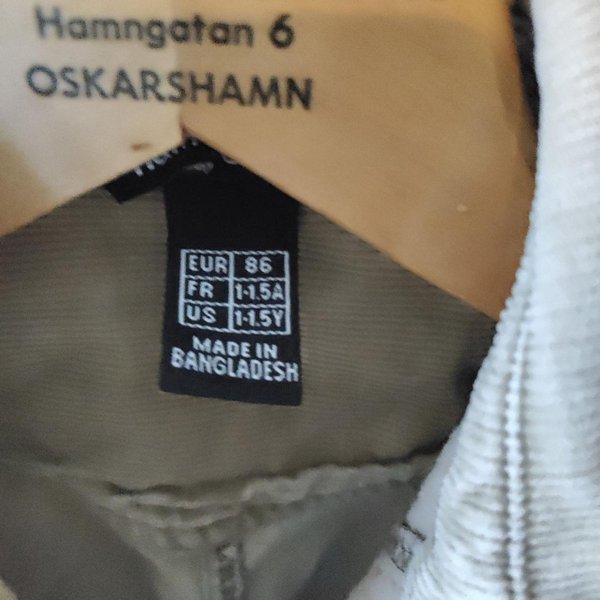 Hamngatan 6
OSKARSHAMN
EUR 86
FR 1-1.5A
US 1-1.5Y
MADE IN
BANGLADESH